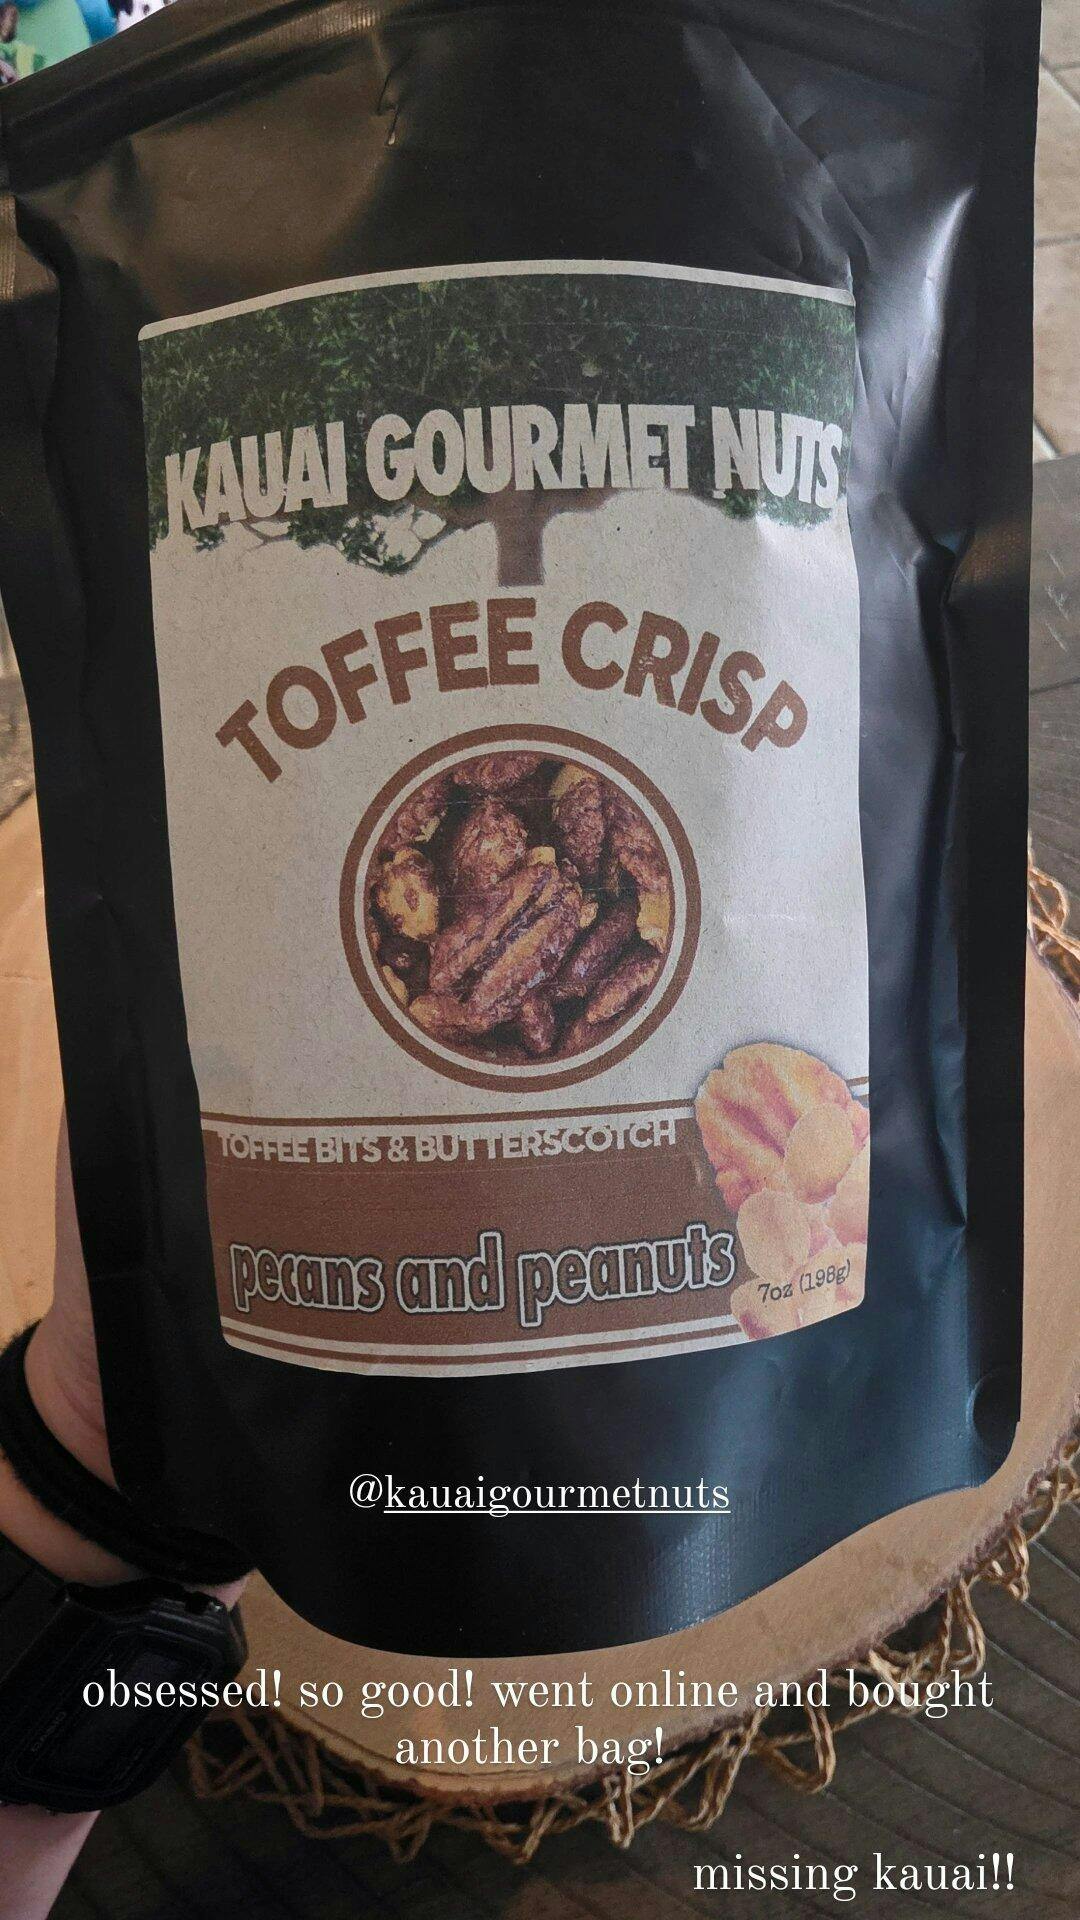 KAUAI GOURMET NUTS
TOFFEE CRISP
TOFFEE BITS & BUTTERSCOTCH
pecans and peanuts
7oz (198g)
@kauaigourmetnuts
obsessed! so good! went online and bought
another bag!
missing kauai!!